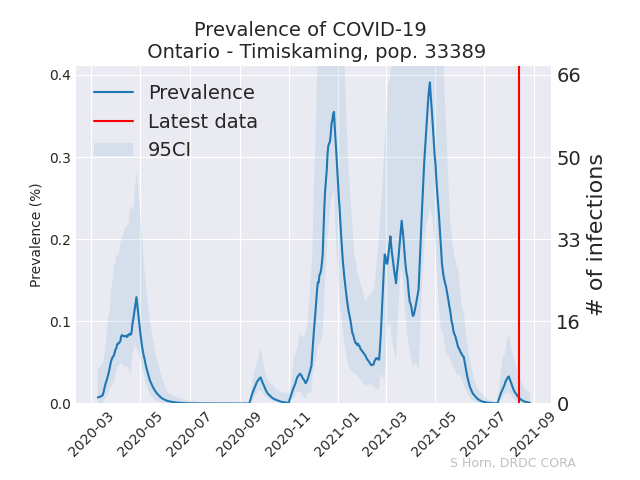 Prevalence of COVID-19
Ontario - Timiskaming, pop. 33389
Prevalence
Latest data
95CI
Prevalence (%)
0.4
0.3
0.2
0.1
0.0
66
50
33
16
0
# of infections
2020-03
2020-05
2020-07
2020-09
2020-11
2021-01
2021-03
2021-05
2021-07
2021-09
S Horn, DRDC CORA